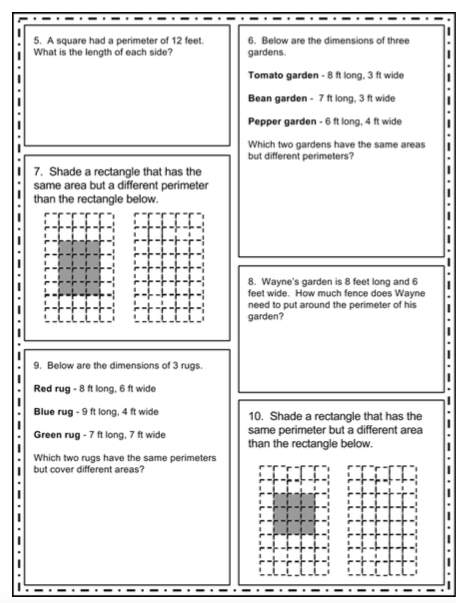 5. A square had a perimeter of 12 feet.
What is the length of each side?
6. Below are the dimensions of three
gardens.
Tomato garden - 8 ft long, 3 ft wide
Bean garden - 7 ft long, 3 ft wide
Pepper garden - 6 ft long, 4 ft wide
Which two gardens have the same areas
but different perimeters?
7. Shade a rectangle that has the
same area but a different perimeter
than the rectangle below.
8. Wayne's garden is 8 feet long and 6
feet wide. How much fence does Wayne
need to put around the perimeter of his
garden?
9. Below are the dimensions of 3 rugs.
Red rug - 8 ft long, 6 ft wide
Blue rug - 9 ft long, 4 ft wide
Green rug - 7 ft long, 7 ft wide
Which two rugs have the same perimeters
but cover different areas?
10. Shade a rectangle that has the
same perimeter but a different area
than the rectangle below.